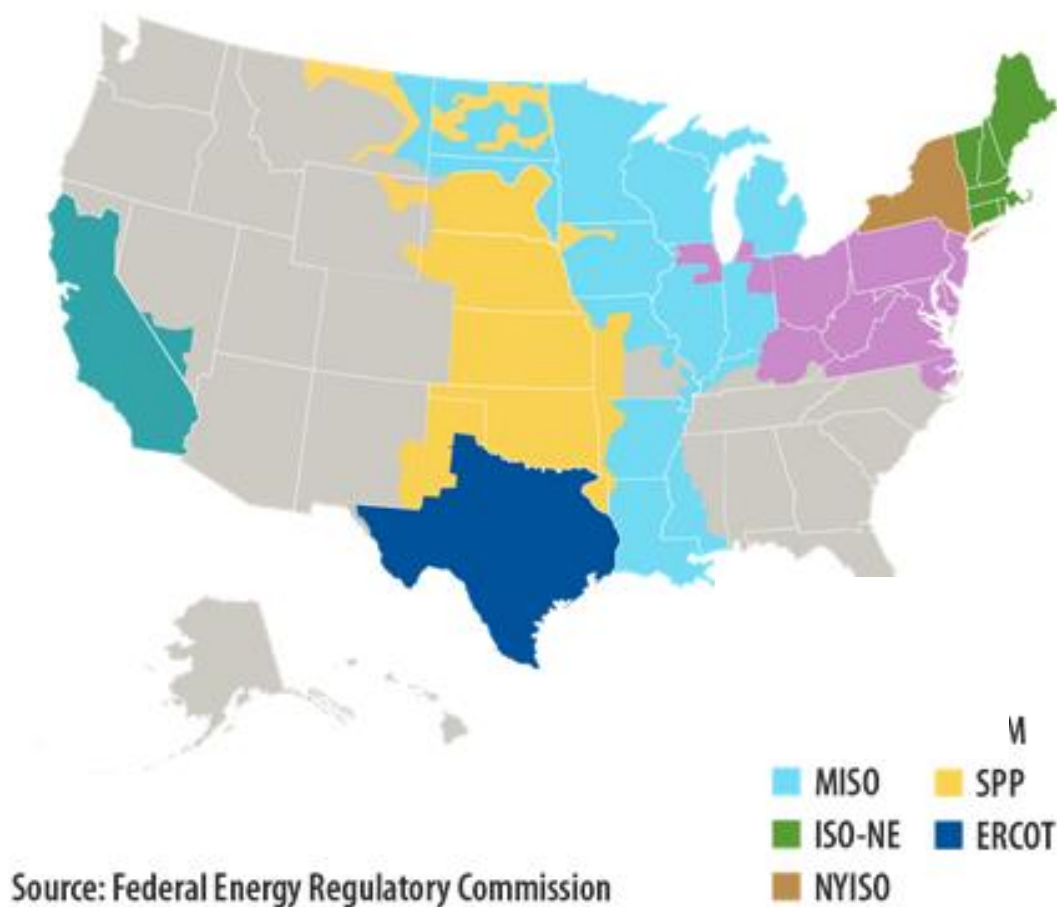 M
MISO SPP
ISO-NE ERCOT
NYISO
Source: Federal Energy Regulatory Commission